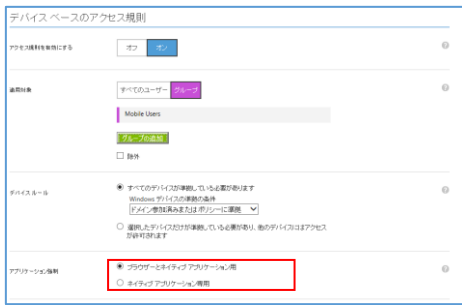 デバイス ベースのアクセス規則
アクセス規則を有効にする
オフ オン
適用対象
すべてのユーザー グループ
Mobile Users
グループの追加
除外
デバイス ルール
すべてのデバイスが準拠している必要があります
Windows デバイスの準拠の条件
ドメイン参加済みまたはポリシーに準拠
選択したデバイスだけが準拠している必要があり、他のデバイスにはアクセス
が許可されます
アプリケーション強制
ブラウザーとネイティブ アプリケーション用
ネイティブ アプリケーション専用